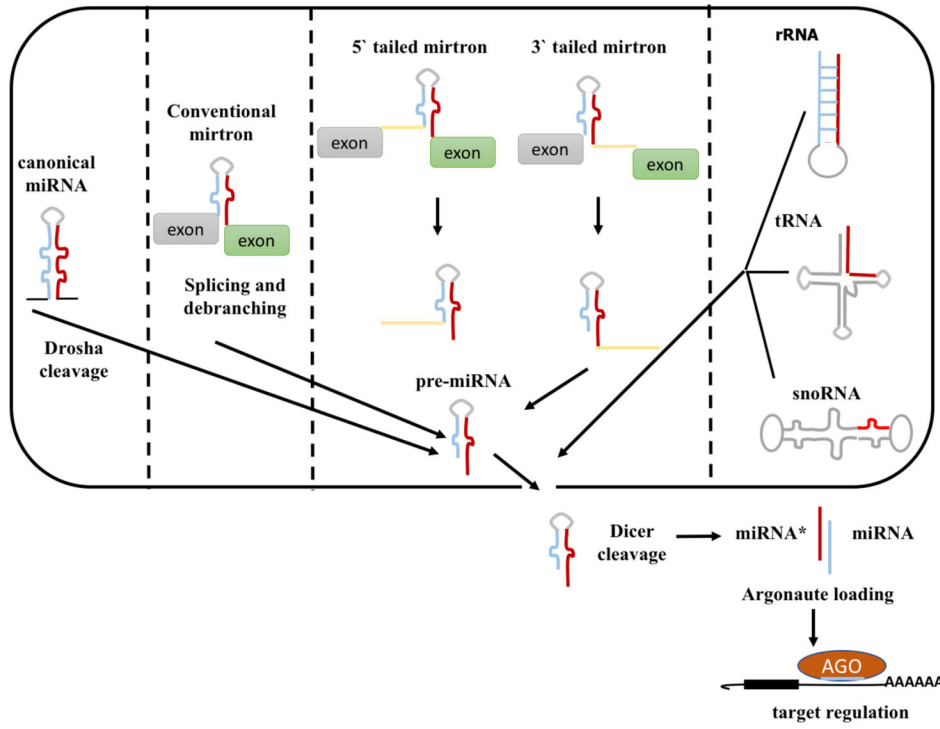 5` tailed mirtron
3` tailed mirtron
rRNA
Conventional
mirtron
exon
exon
exon
exon
canonical
miRNA
exon
exon
tRNA
Splicing and
debranching
Drosha
cleavage
pre-miRNA
snoRNA
Dicer
cleavage
miRNA*
miRNA
Argonaute loading
AGO
AAAAAA
target regulation